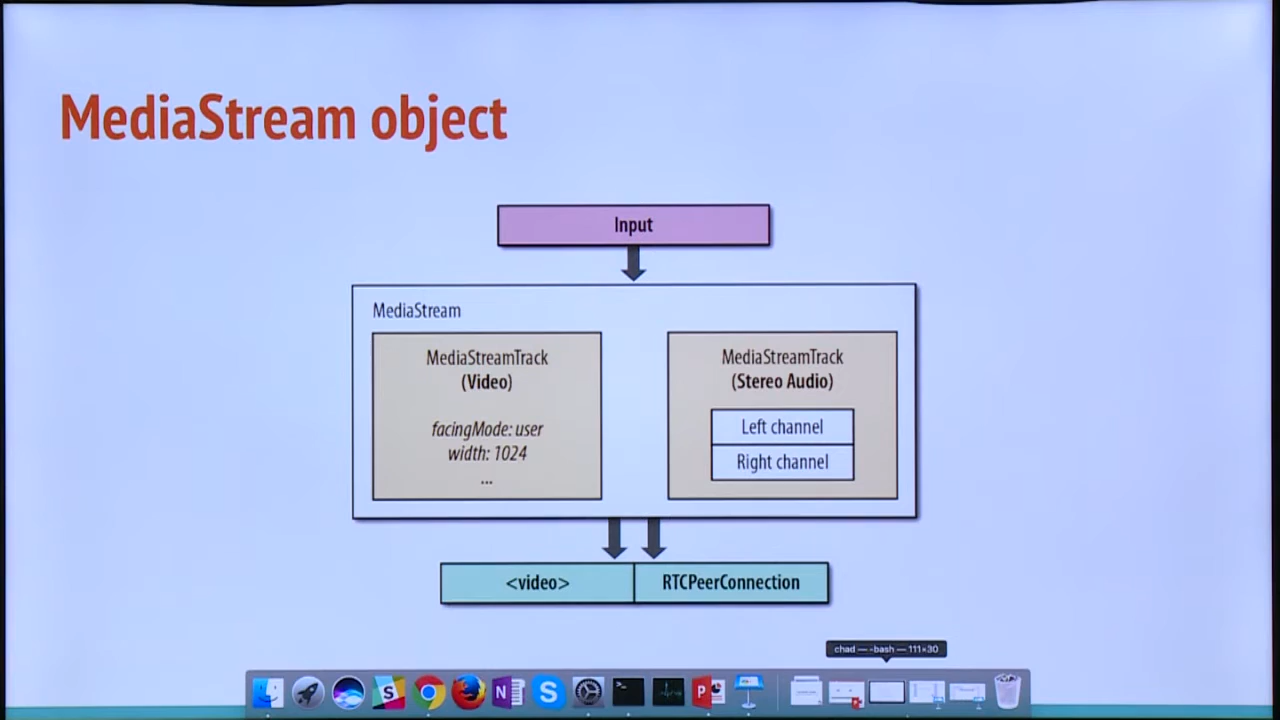 MediaStream object
Input
MediaStream
MediaStreamTrack
(Video)
facingMode: user
width: 1024
...
MediaStreamTrack
(Stereo Audio)
Left channel
Right channel
<video>
RTCPeerConnection
chad — -bash — 111×30